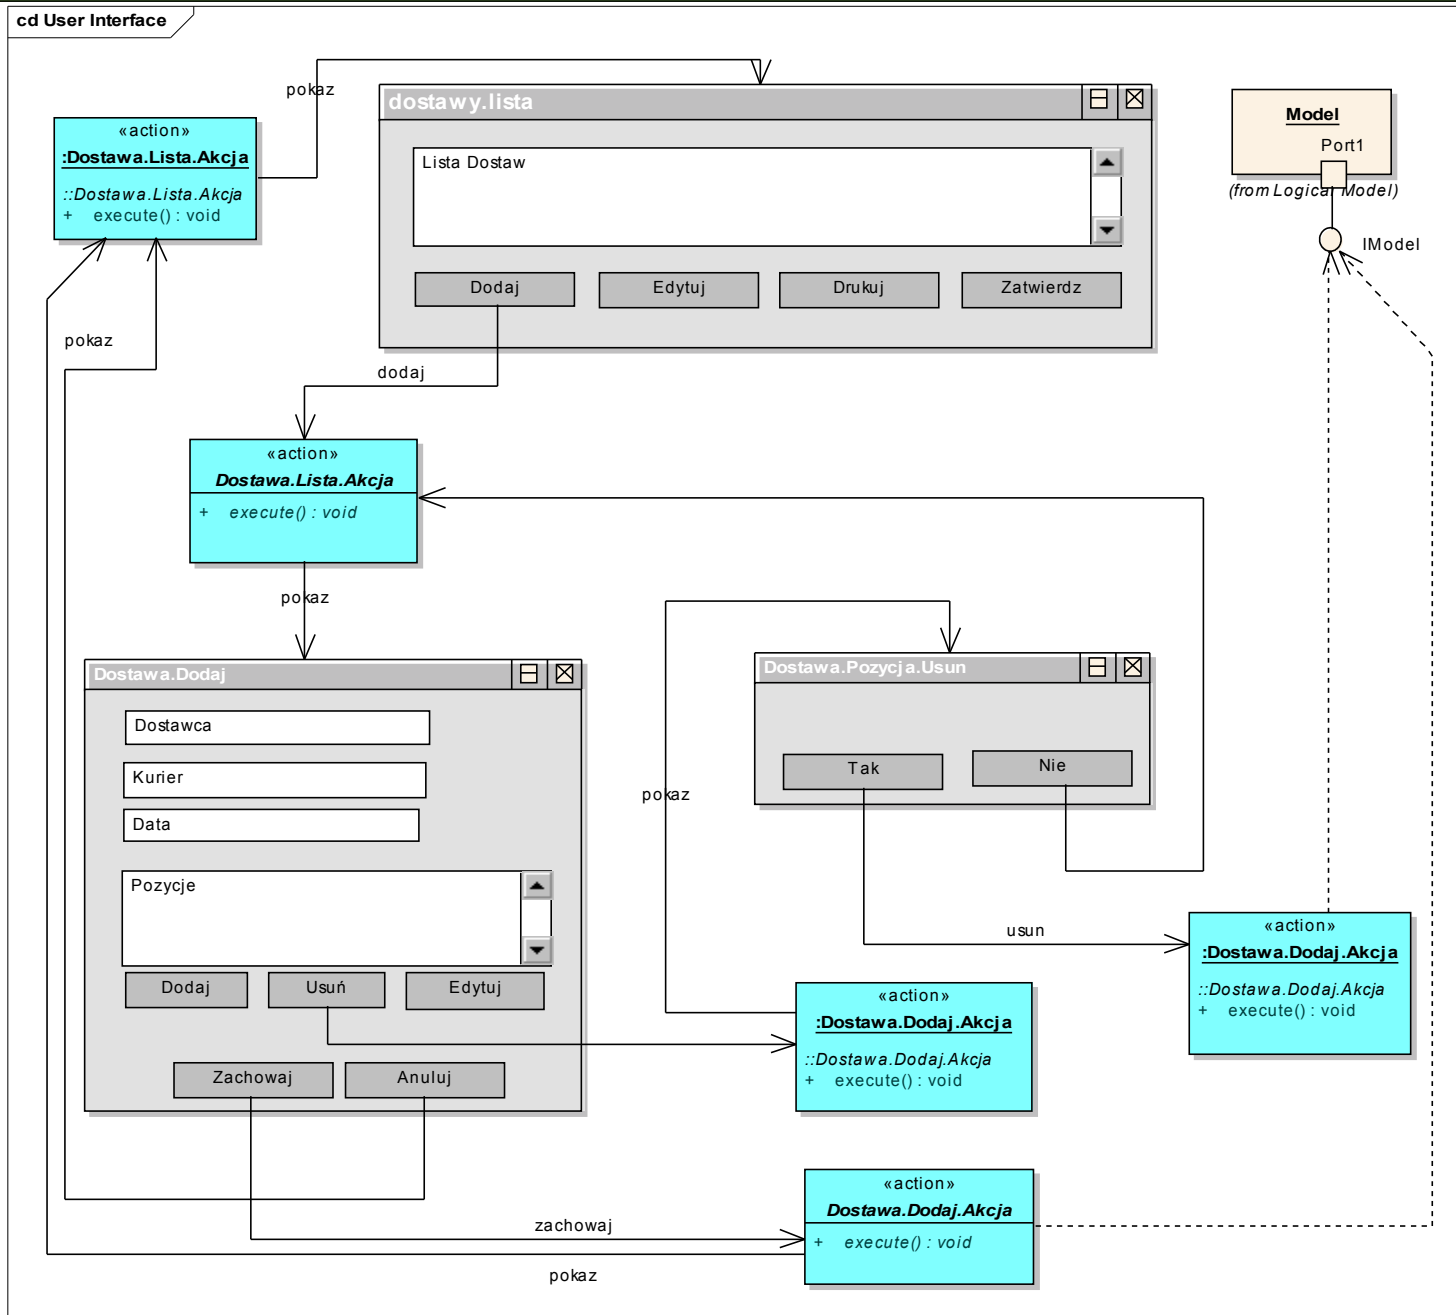 cd User Interface
pokaz
«action»
:Dostawa.Lista.Akcja
::Dostawa.Lista.Akcja
+ execute() : void
dostawy.lista
Lista Dostaw
Dodaj
Edytuj
Drukuj
Zatwierdz
Model
Port1
(from Logical Model)
IModel
pokaz
dodaj
«action»
Dostawa.Lista.Akcja
+ execute() : void
pokaz
Dostawa.Dodaj
Dostawca
Kurier
Data
Pozycje
Dodaj
Usuń
Edytuj
Zachowaj
Anuluj
pokaz
Dostawa.Pozycja.Usun
Tak
Nie
usun
«action»
:Dostawa.Dodaj.Akcja
::Dostawa.Dodaj.Akcja
+ execute() : void
«action»
:Dostawa.Dodaj.Akcja
::Dostawa.Dodaj.Akcja
+ execute() : void
zachowaj
«action»
Dostawa.Dodaj.Akcja
+ execute() : void
pokaz